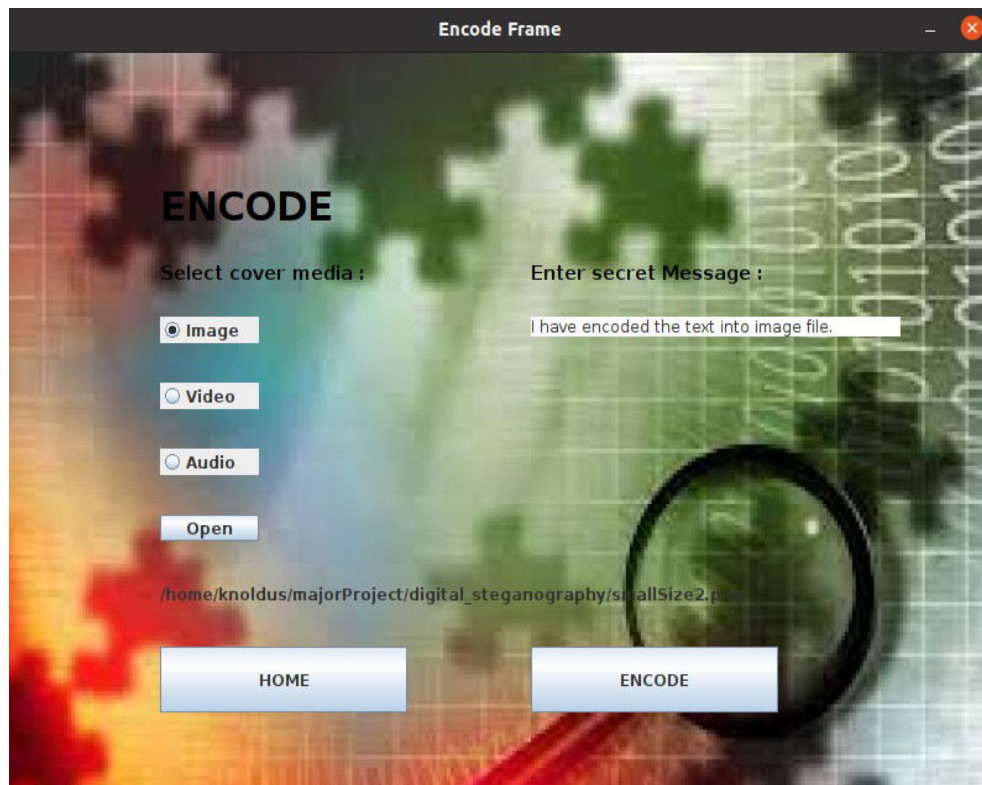 Encode Frame
ENCODE
Select cover media :
Enter secret Message :
Image
I have encoded the text into image file.
Video
Audio
Open
/home/knoldus/majorProject/digital_steganography/smallSize2.p
HOME
ENCODE